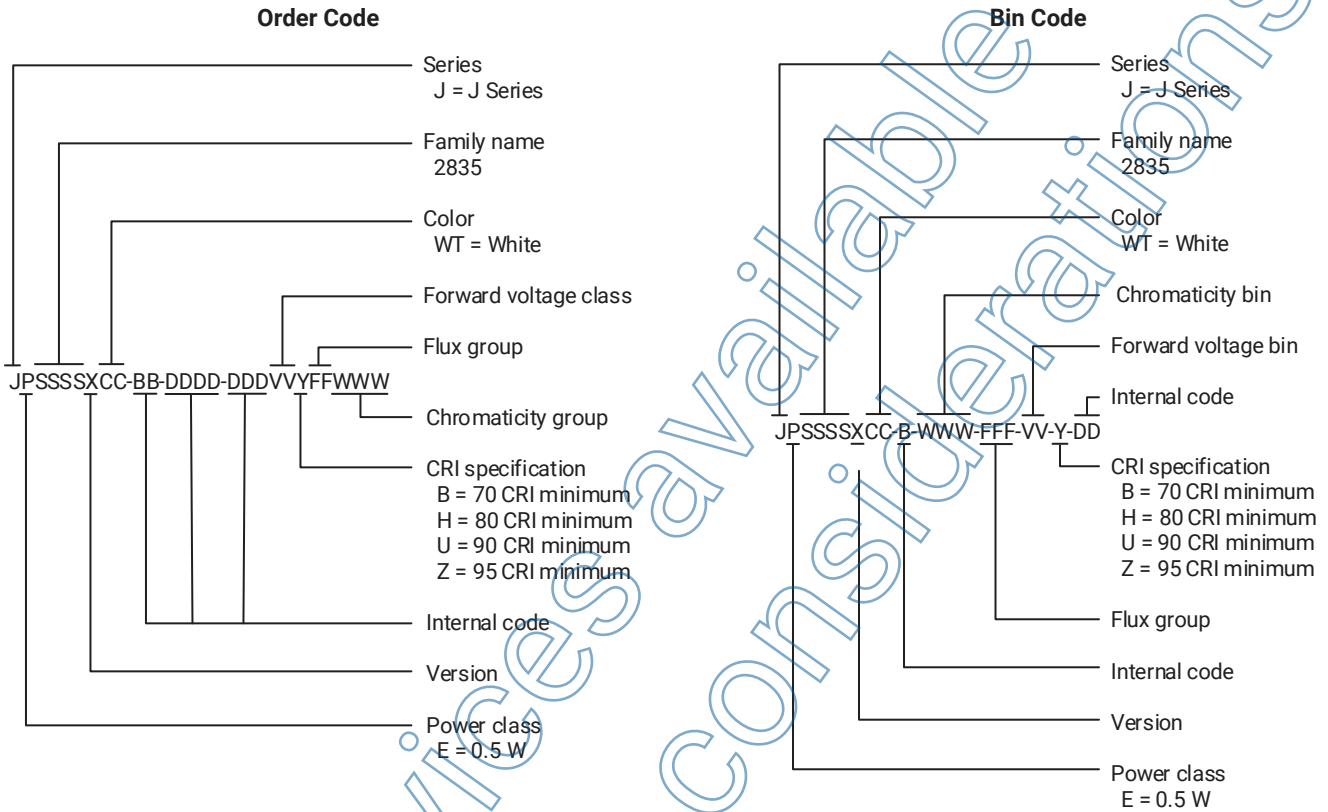 Order Code
Series
J = J Series
Family name
2835
Color
WT = White
Forward voltage class
Flux group
JPSSSSXCC-BB-DDDD-DDDVVYFFWWW
Chromaticity group
CRI specification
B = 70 CRI minimum
H = 80 CRI minimum
U = 90 CRI minimum
Z = 95 CRI minimum
Internal code
Version
Power class
E = 0.5 W
Bin Code
Series
J = J Series
Family name
2835
Color
WT = White
Chromaticity bin
Forward voltage bin
Internal code
JPSSSSXCC-B-WWW-FFF-VV-Y-DD
CRI specification
B = 70 CRI minimum
H = 80 CRI minimum
U = 90 CRI minimum
Z = 95 CRI minimum
Flux group
Internal code
Version
Power class
E = 0.5 W
vices available
considerations